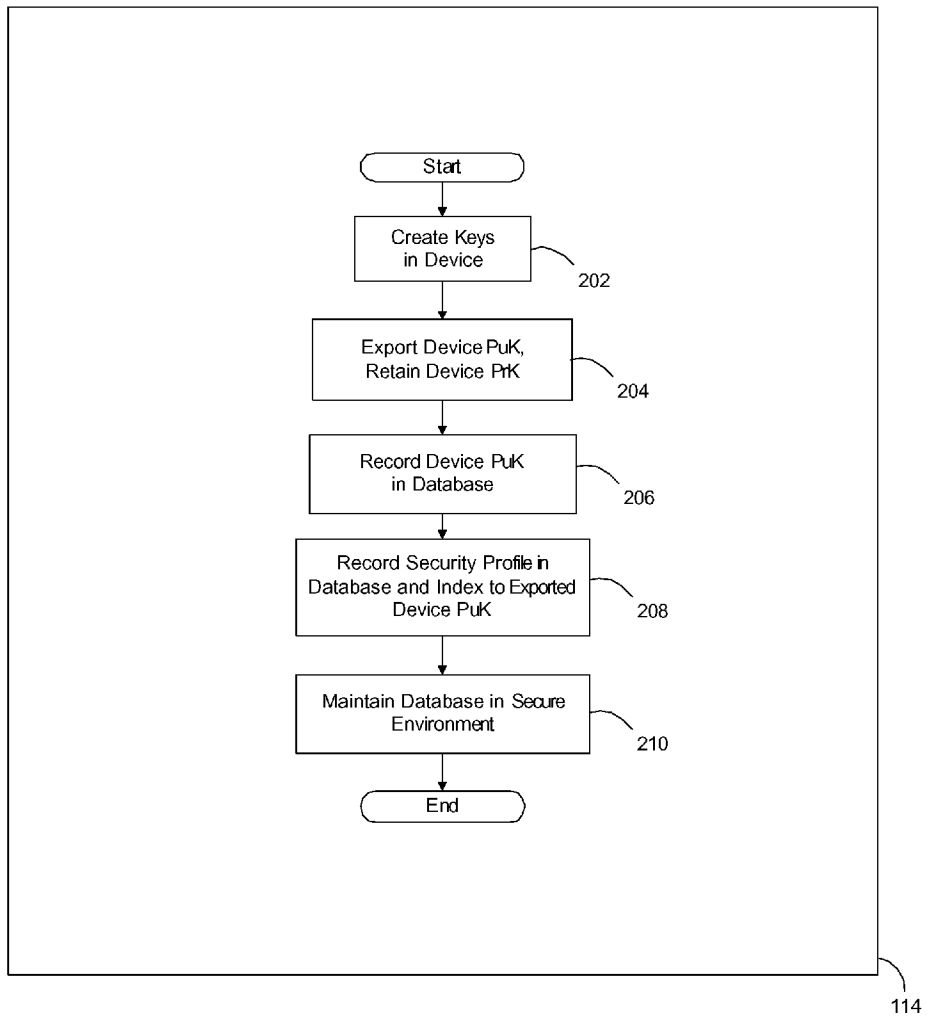 Start
Create Keys
in Device
202
Export Device PuK,
Retain Device PrK
204
Record Device PuK
in Database
206
Record Security Profile in
Database and Index to Exported
Device PuK
208
Maintain Database in Secure
Environment
210
End
114